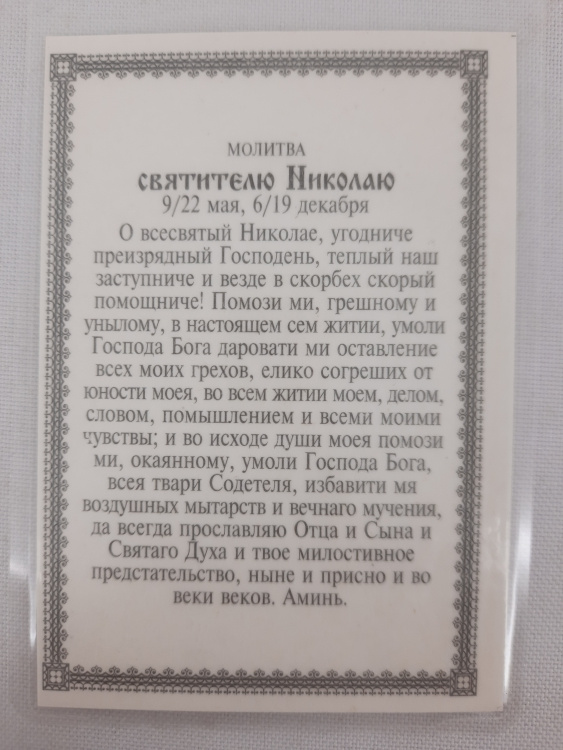 МОЛИТВА
СВЯТИТЕЛЮ НИКОЛАЮ
9/22 мая, 6/19 декабря
О всесвятый Николае, угодниче
преизрядный Господень, теплый наш
заступниче и везде в скорбех скорый
помощниче! Помози ми, грешному и
унылому, в настоящем сем житии, умоли
Господа Бога даровати ми оставление
всех моих грехов, елико согреших от
юности моея, во всем житии моем, делом,
словом, помышлением и всеми моими
чувствы; и во исходе души моея помози
ми, окаянному, умоли Господа Бога,
всея твари Содетеля, избавити мя
воздушных мытарств и вечнаго мучения,
да всегда прославляю Отца и Сына и
Святаго Духа и твое милостивное
предстательство, ныне и присно и во
веки веков. Аминь.